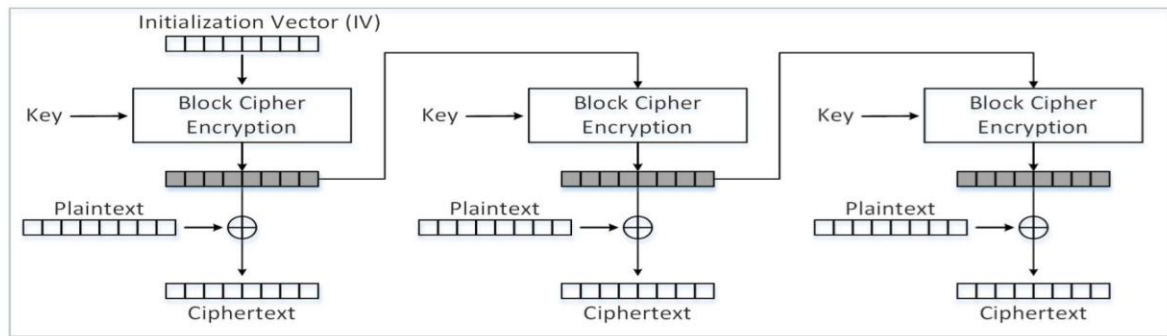 Initialization Vector (IV)
Key
Block Cipher
Encryption
Plaintext
Ciphertext
Key
Block Cipher
Encryption
Plaintext
Ciphertext
Key
Block Cipher
Encryption
Plaintext
Ciphertext